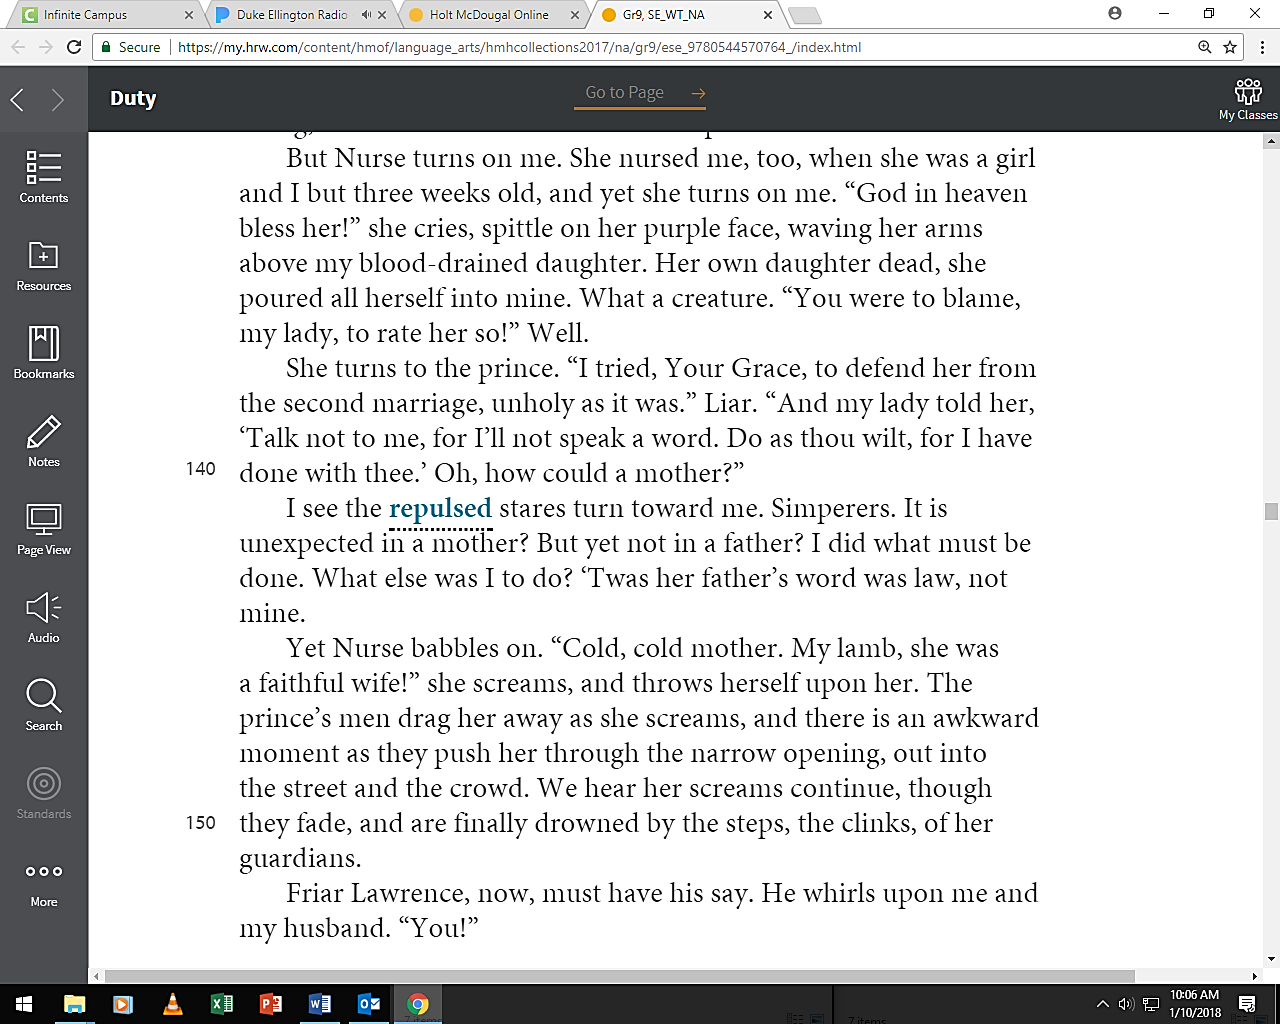 Infinite Campus
Duke Ellington Radio
Holt McDougal Online
Gr9, SE_WT_NA
Secure
https://my.hrw.com/content/hmof/language_arts/hmhcollections2017/na/gr9/ese_9780544570764_/index.html
Duty
Go to Page
My Classes
Contents
Resources
Bookmarks
Notes
Page View
Audio
Search
Standards
More
But Nurse turns on me. She nursed me, too, when she was a girl
and I but three weeks old, and yet she turns on me. “God in heaven
bless her!” she cries, spittle on her purple face, waving her arms
above my blood-drained daughter. Her own daughter dead, she
poured all herself into mine. What a creature. “You were to blame,
my lady, to rate her so!” Well.
She turns to the prince. “I tried, Your Grace, to defend her from
the second marriage, unholy as it was.” Liar. “And my lady told her,
‘Talk not to me, for I’ll not speak a word. Do as thou wilt, for I have
140 done with thee.’ Oh, how could a mother?”
I see the repulsed stares turn toward me. Simperers. It is
unexpected in a mother? But yet not in a father? I did what must be
done. What else was I to do? ‘Twas her father’s word was law, not
mine.
Yet Nurse babbles on. “Cold, cold mother. My lamb, she was
a faithful wife!” she screams, and throws herself upon her. The
prince’s men drag her away as she screams, and there is an awkward
moment as they push her through the narrow opening, out into
the street and the crowd. We hear her screams continue, though
150 they fade, and are finally drowned by the steps, the clinks, of her
guardians.
Friar Lawrence, now, must have his say. He whirls upon me and
my husband. “You!”
7 items
7 items
10:06 AM
1/10/2018